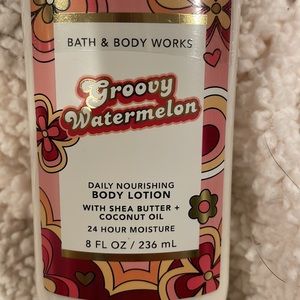 BATH & BODY WORKS
Groovy
Watermelon
DAILY NOURISHING
BODY LOTION
WITH SHEA BUTTER +
COCONUT OIL
24 HOUR MOISTURE
8 FL OZ / 236 mL